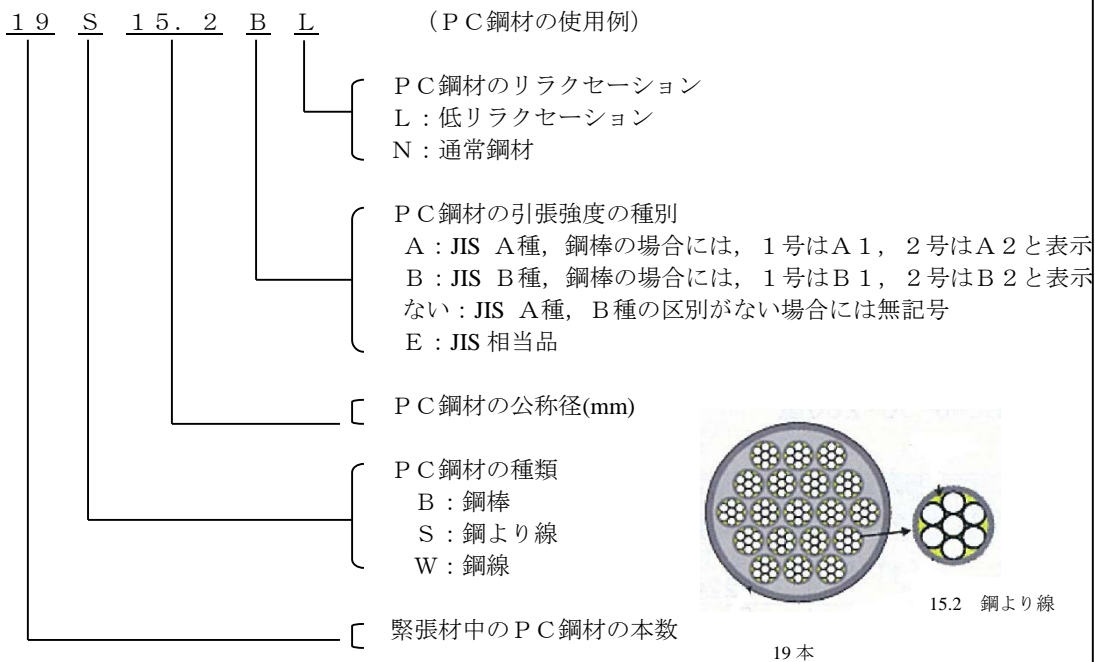 １９　Ｓ　１５．２　Ｂ　Ｌ　（ＰＣ鋼材の使用例）
ＰＣ鋼材のリラクセーション
Ｌ：低リラクセーション
Ｎ：通常鋼材
ＰＣ鋼材の引張強度の種別
Ａ：JIS Ａ種，鋼棒の場合には，１号はＡ１，２号はＡ２と表示
Ｂ：JIS Ｂ種，鋼棒の場合には，１号はＢ１，２号はＢ２と表示
ない：JIS Ａ種，Ｂ種の区別がない場合には無記号
Ｅ：JIS 相当品
ＰＣ鋼材の公称径(mm)
ＰＣ鋼材の種類
Ｂ：鋼棒
Ｓ：鋼より線
Ｗ：鋼線
15.2　鋼より線
緊張材中のＰＣ鋼材の本数
19 本